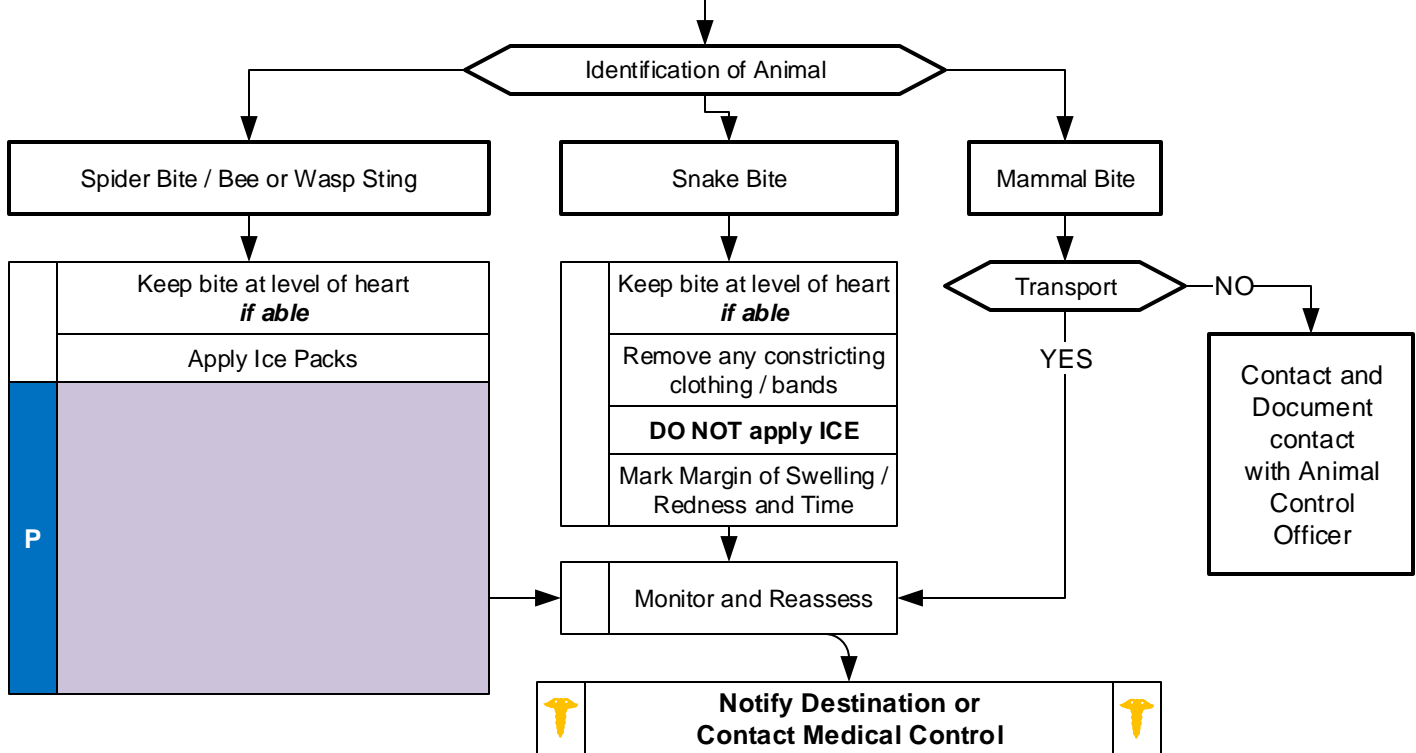 Identification of Animal
Spider Bite / Bee or Wasp Sting
Snake Bite
Mammal Bite
Keep bite at level of heart
if able
Apply Ice Packs
P
Keep bite at level of heart
if able
Remove any constricting
clothing / bands
DO NOT apply ICE
Mark Margin of Swelling /
Redness and Time
Transport
NO
YES
Contact and
Document
contact
with Animal
Control
Officer
Monitor and Reassess
Notify Destination or
Contact Medical Control